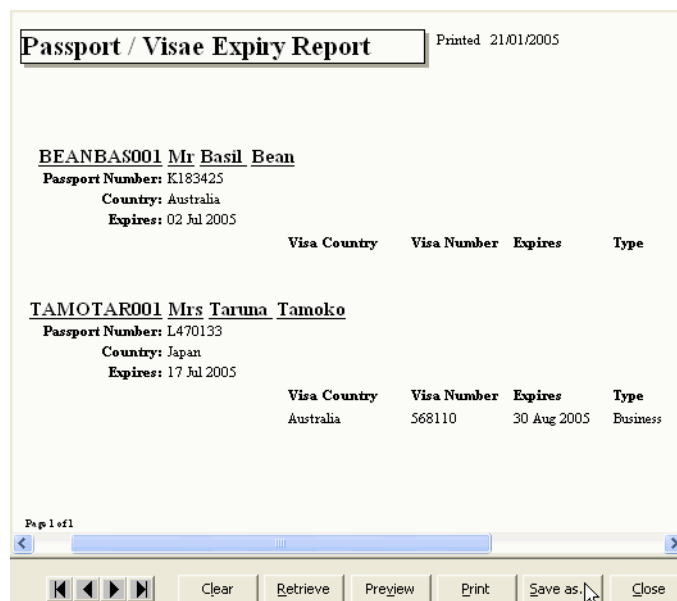 Passport / Visae Expiry Report
Printed 21/01/2005
BEANBAS001 Mr Basil Bean
Passport Number: K183425
Country: Australia
Expires: 02 Jul 2005
Visa Country Visa Number Expires Type
TAMOTAR001 Mrs Taruna Tamoko
Passport Number: L470133
Country: Japan
Expires: 17 Jul 2005
Visa Country Visa Number Expires Type
Australia 568110 30 Aug 2005 Business
Page 1 of 1
Clear Retrieve Preview Print Save as. Close